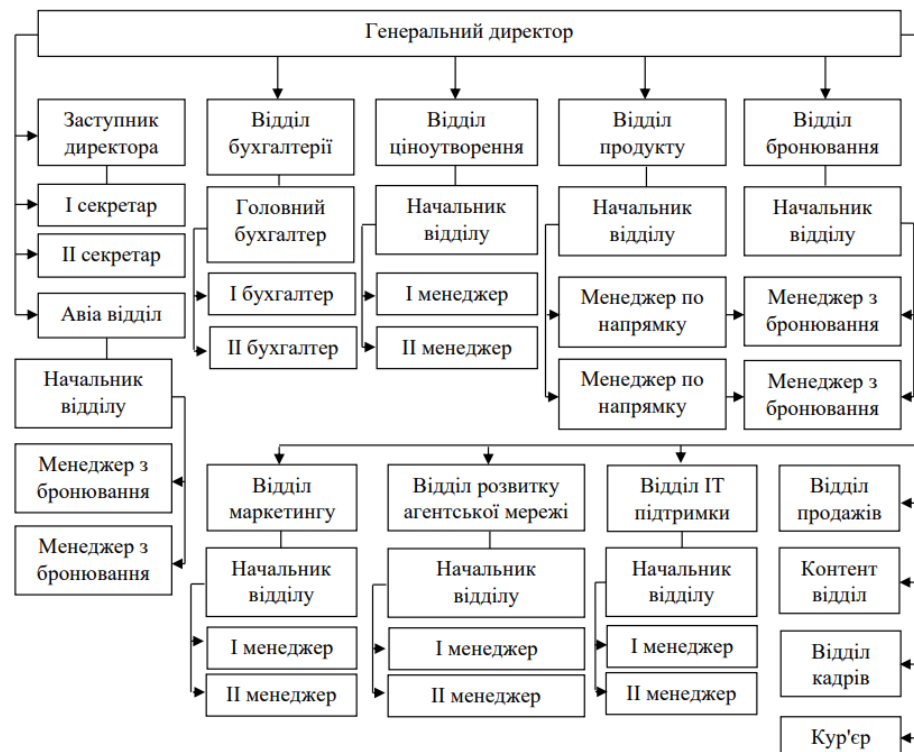 Генеральний директор
Заступник
директора
Відділ
бухгалтерії
Відділ
ціноутворення
Відділ
продукту
Відділ
бронювання
І секретар
ІІ секретар
Авіа відділ
Начальник
відділу
Менеджер з
бронювання
Менеджер з
бронювання
Головний
бухгалтер
І бухгалтер
ІІ бухгалтер
Начальник
відділу
І менеджер
ІІ менеджер
Начальник
відділу
Менеджер по
напрямку
Менеджер по
напрямку
Начальник
відділу
Менеджер з
бронювання
Менеджер з
бронювання
Відділ
маркетингу
Начальник
відділу
І менеджер
ІІ менеджер
Відділ розвитку
агентської мережі
Начальник
відділу
І менеджер
ІІ менеджер
Відділ ІТ
підтримки
Начальник
відділу
І менеджер
ІІ менеджер
Відділ
продажів
Контент
відділ
Відділ
кадрів
Кур'єр